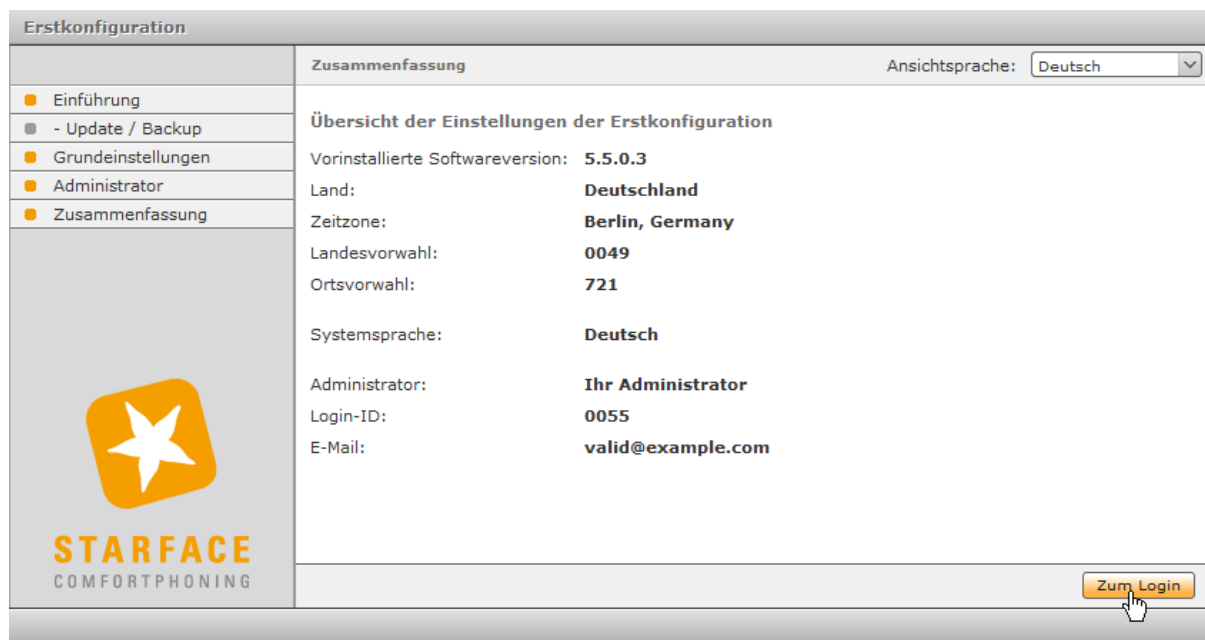 Erstkonfiguration
Zusammenfassung Ansichtsprache: Deutsch
Einführung
- Update / Backup
Grundeinstellungen
Administrator
Zusammenfassung
Übersicht der Einstellungen der Erstkonfiguration
Vorinstallierte Softwareversion: 5.5.0.3
Land: Deutschland
Zeitzone: Berlin, Germany
Landesvorwahl: 0049
Ortsvorwahl: 721
Systemsprache: Deutsch
Administrator: Ihr Administrator
Login-ID: 0055
E-Mail: valid@example.com
STARFACE
COMFORTPHONING
Zum Login